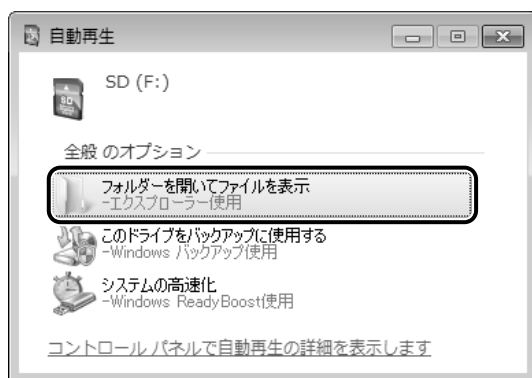 自動再生
SD (F:)
SD
全般 のオプション
フォルダーを開いてファイルを表示
-エクスプローラー使用
このドライブをバックアップに使用する
-Windows バックアップ使用
システムの高速化
-Windows ReadyBoost使用
コントロール パネルで自動再生の詳細を表示します